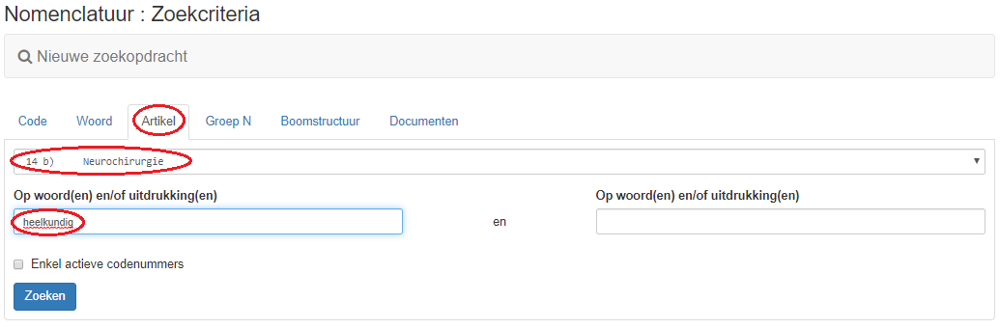 Nomenclatuur : Zoekcriteria
Nieuwe zoekopdracht
Code Woord Artikel Groep N Boomstructuur Documenten
14 b) Neurochirurgie
Op woord(en) en/of uitdrukking(en) Op woord(en) en/of uitdrukking(en)
heelkundig en
Enkel actieve codenummers
Zoeken